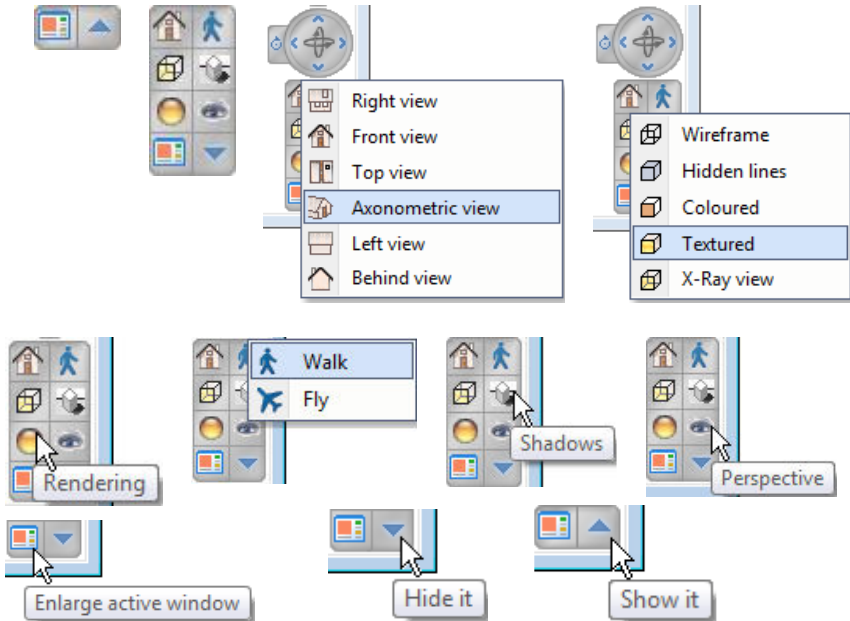 Right view
Front view
Top view
Axonometric view
Left view
Behind view
Wireframe
Hidden lines
Coloured
Textured
X-Ray view
Rendering
Walk
Fly
Shadows
Perspective
Enlarge active window
Hide it
Show it